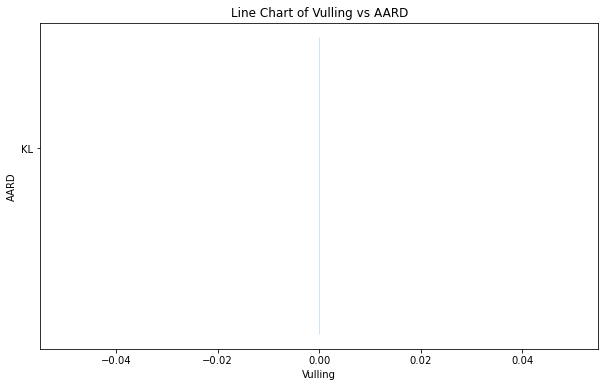 Line Chart of Vulling vs AARD
KL
AARD
−0.04
−0.02
0.00
0.02
0.04
Vulling